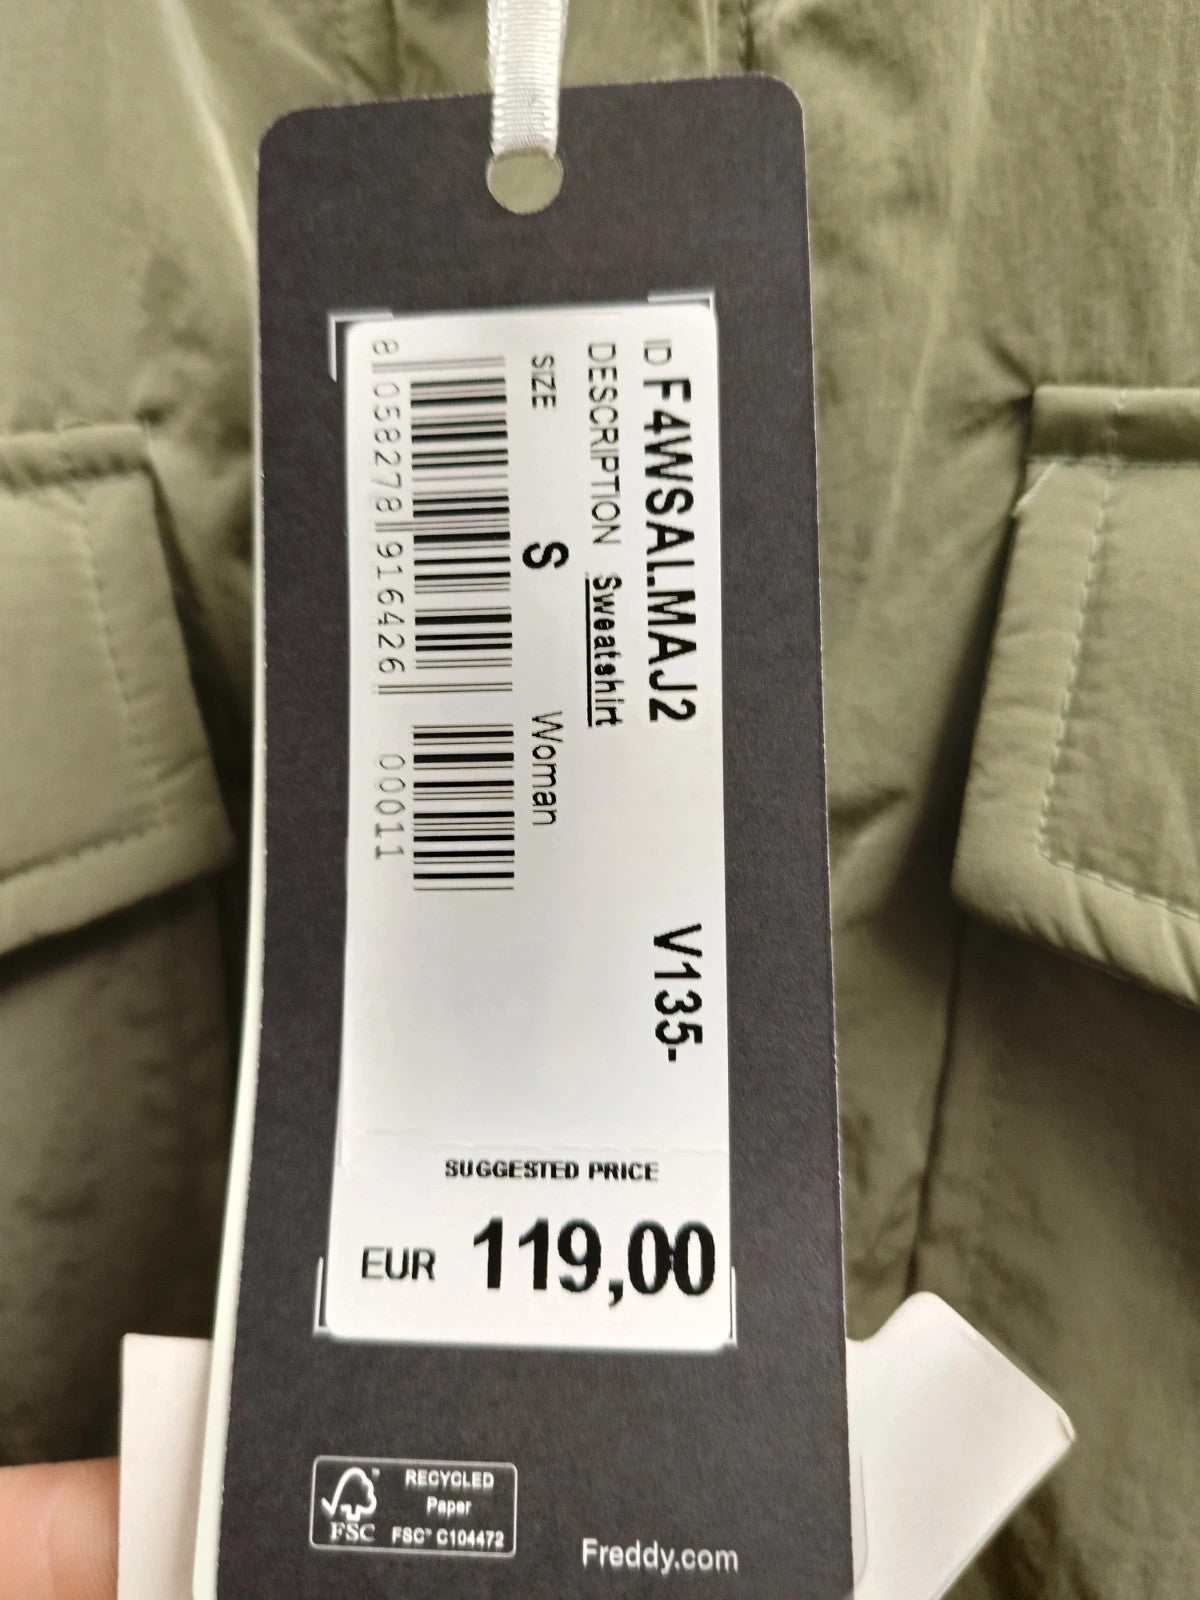 ID F4WSALMAJ2 V135-
DESCRIPTION Sweatshirt
SIZE S Woman
8 058278 916426 00011
SUGGESTED PRICE
EUR 119,00
RECYCLED
Paper
FSC™ C104472
FSC
Freddy.com